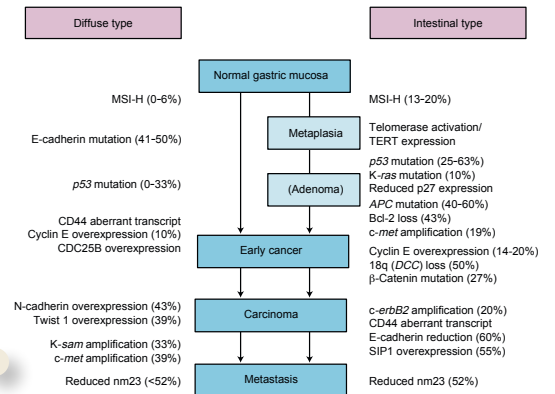 Diffuse type
Intestinal type
Normal gastric mucosa
MSI-H (0-6%)
MSI-H (13-20%)
E-cadherin mutation (41-50%)
Metaplasia
Telomerase activation/
TERT expression
p53 mutation (0-33%)
(Adenoma)
p53 mutation (25-63%)
K-ras mutation (10%)
Reduced p27 expression
APC mutation (40-60%)
Bcl-2 loss (43%)
c-met amplification (19%)
CD44 aberrant transcript
Cyclin E overexpression (10%)
CDC25B overexpression
Early cancer
Cyclin E overexpression (14-20%)
18q (DCC) loss (50%)
β-Catenin mutation (27%)
N-cadherin overexpression (43%)
Twist 1 overexpression (39%)
Carcinoma
c-erbB2 amplification (20%)
CD44 aberrant transcript
E-cadherin reduction (60%)
SIP1 overexpression (55%)
K-sam amplification (33%)
c-met amplification (39%)
Reduced nm23 (<52%)
Metastasis
Reduced nm23 (52%)